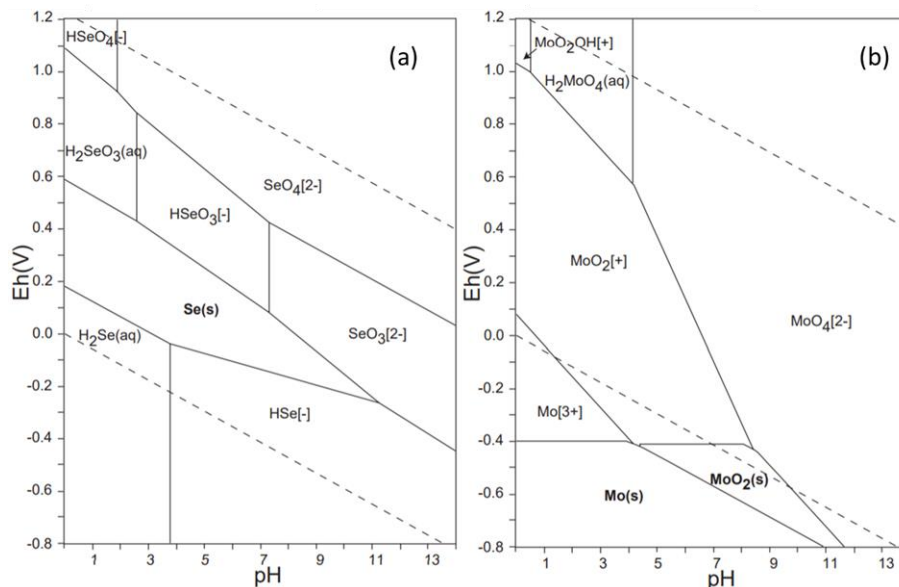 1.2
1.0
0.8
0.6
0.4
0.2
0.0
-0.2
-0.4
-0.6
-0.8
Eh(V)
1 3 5 7 9 11 13
pH
(a)
HSeO₄[-]
H₂SeO₃(aq)
HSeO₃[-]
SeO₄[2-]
Se(s)
H₂Se(aq)
SeO₃[2-]
HSe[-]
1.2
1.0
0.8
0.6
0.4
0.2
0.0
-0.2
-0.4
-0.6
-0.8
Eh(V)
1 3 5 7 9 11 13
pH
(b)
MoO₂OH[+]
H₂MoO₄(aq)
MoO₂[+]
MoO₄[2-]
Mo[3+]
MoO₂(s)
Mo(s)